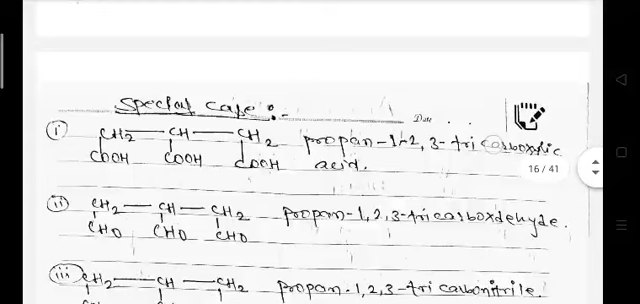 Special Case :-
Date . .
(i) CH2 — CH — CH2 propan-1,2,3-tricarboxylic
COOH COOH COOH acid.
16 / 41
(ii) CH2 — CH — CH2 propan-1,2,3-tricarboxdehyde.
CHO CHO CHO
(iii) CH2 — CH — CH2 propan-1,2,3-tricarbonitrile